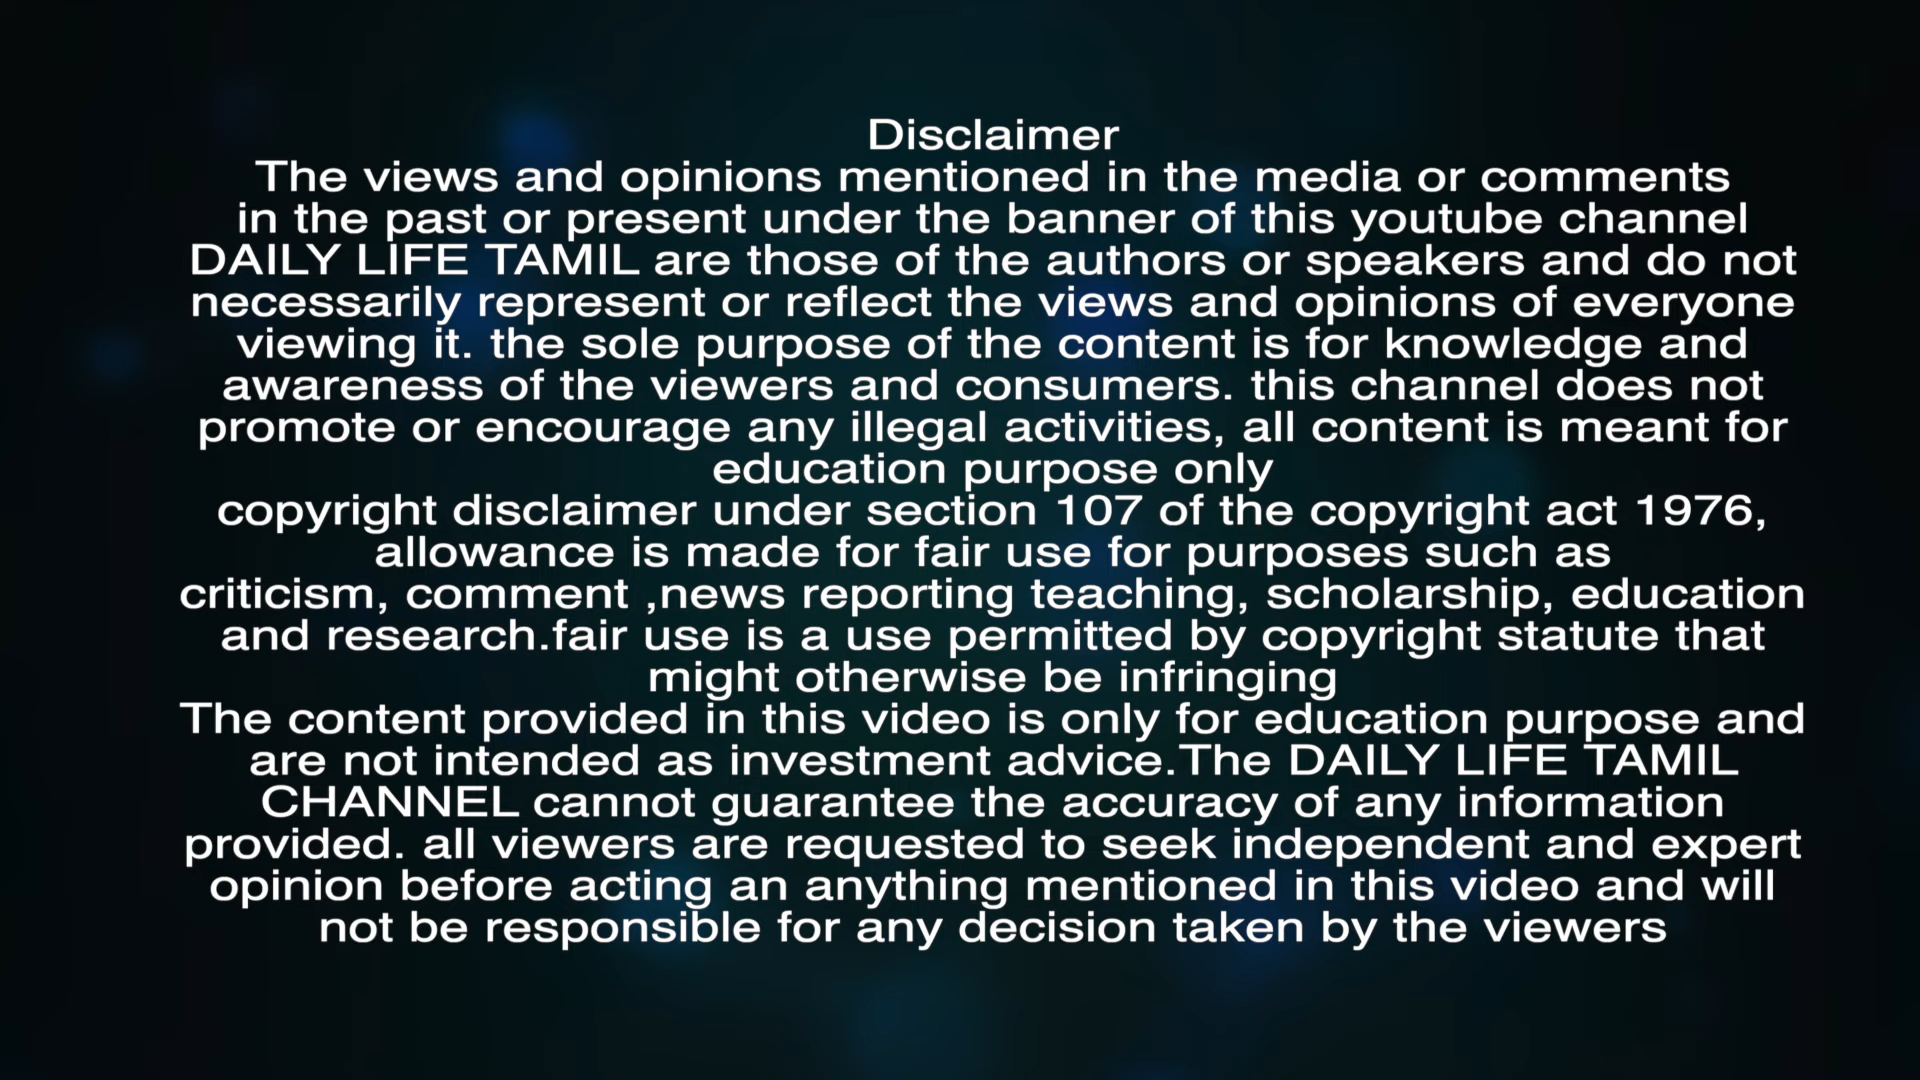 Disclaimer
The views and opinions mentioned in the media or comments
in the past or present under the banner of this youtube channel
DAILY LIFE TAMIL are those of the authors or speakers and do not
necessarily represent or reflect the views and opinions of everyone
viewing it. the sole purpose of the content is for knowledge and
awareness of the viewers and consumers. this channel does not
promote or encourage any illegal activities, all content is meant for
education purpose only
copyright disclaimer under section 107 of the copyright act 1976,
allowance is made for fair use for purposes such as
criticism, comment ,news reporting teaching, scholarship, education
and research.fair use is a use permitted by copyright statute that
might otherwise be infringing
The content provided in this video is only for education purpose and
are not intended as investment advice.The DAILY LIFE TAMIL
CHANNEL cannot guarantee the accuracy of any information
provided. all viewers are requested to seek independent and expert
opinion before acting an anything mentioned in this video and will
not be responsible for any decision taken by the viewers